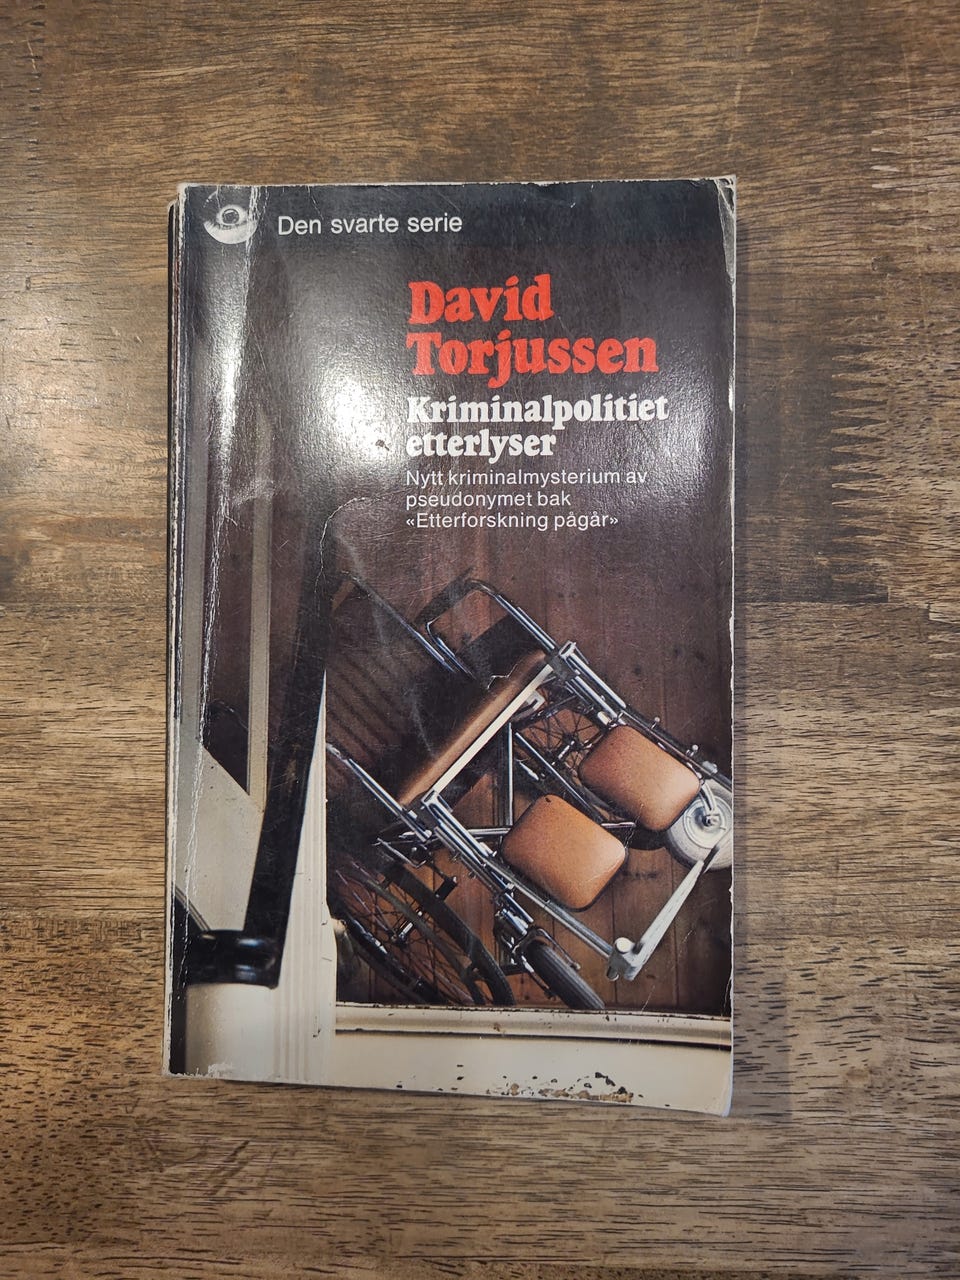 Den svarte serie
David
Torjussen
Kriminalpolitiet
etterlyser
Nytt kriminalmysterium av
pseudonymet bak
«Etterforskning pågår»